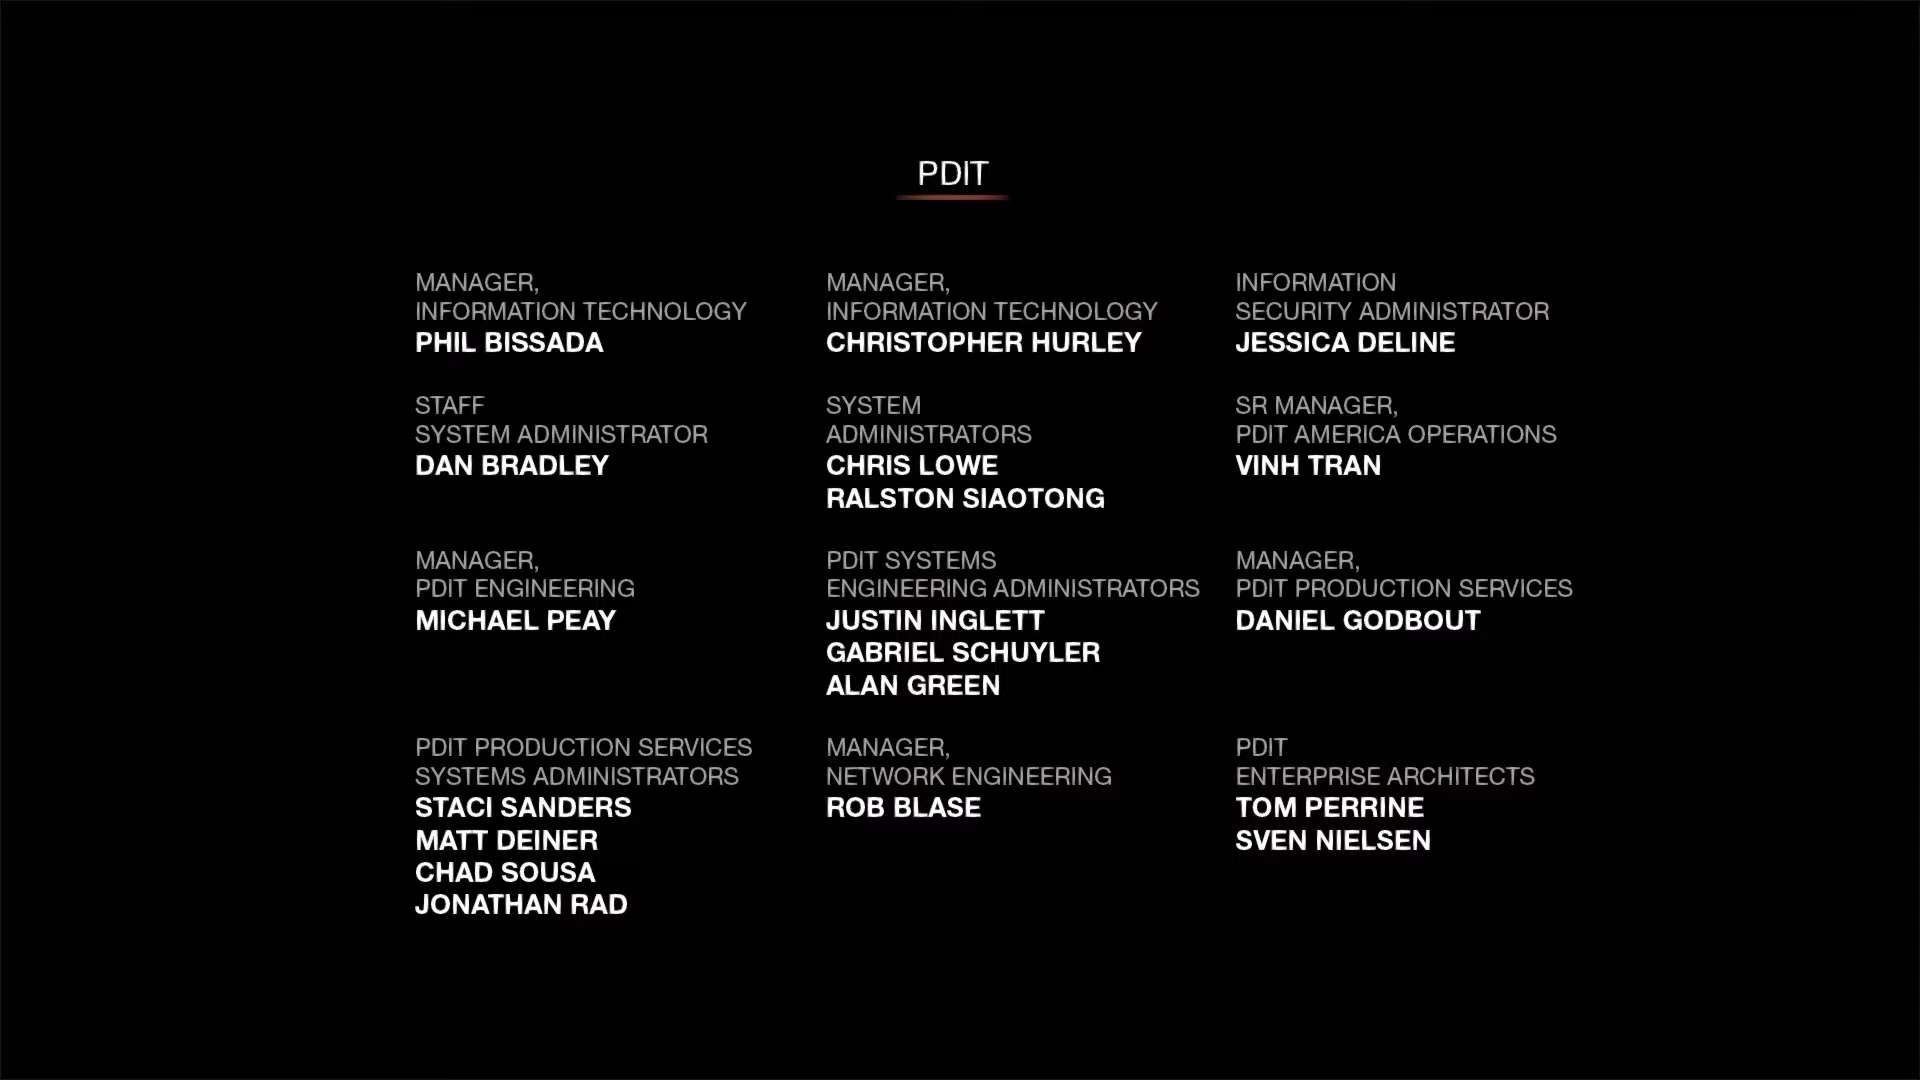 PDIT
MANAGER,
INFORMATION TECHNOLOGY
PHIL BISSADA
MANAGER,
INFORMATION TECHNOLOGY
CHRISTOPHER HURLEY
INFORMATION
SECURITY ADMINISTRATOR
JESSICA DELINE
STAFF
SYSTEM ADMINISTRATOR
DAN BRADLEY
SYSTEM
ADMINISTRATORS
CHRIS LOWE
RALSTON SIAOTONG
SR MANAGER,
PDIT AMERICA OPERATIONS
VINH TRAN
MANAGER,
PDIT ENGINEERING
MICHAEL PEAY
PDIT SYSTEMS
ENGINEERING ADMINISTRATORS
JUSTIN INGLETT
GABRIEL SCHUYLER
ALAN GREEN
MANAGER,
PDIT PRODUCTION SERVICES
DANIEL GODBOUT
PDIT PRODUCTION SERVICES
SYSTEMS ADMINISTRATORS
STACI SANDERS
MATT DEINER
CHAD SOUSA
JONATHAN RAD
MANAGER,
NETWORK ENGINEERING
ROB BLASE
PDIT
ENTERPRISE ARCHITECTS
TOM PERRINE
SVEN NIELSEN